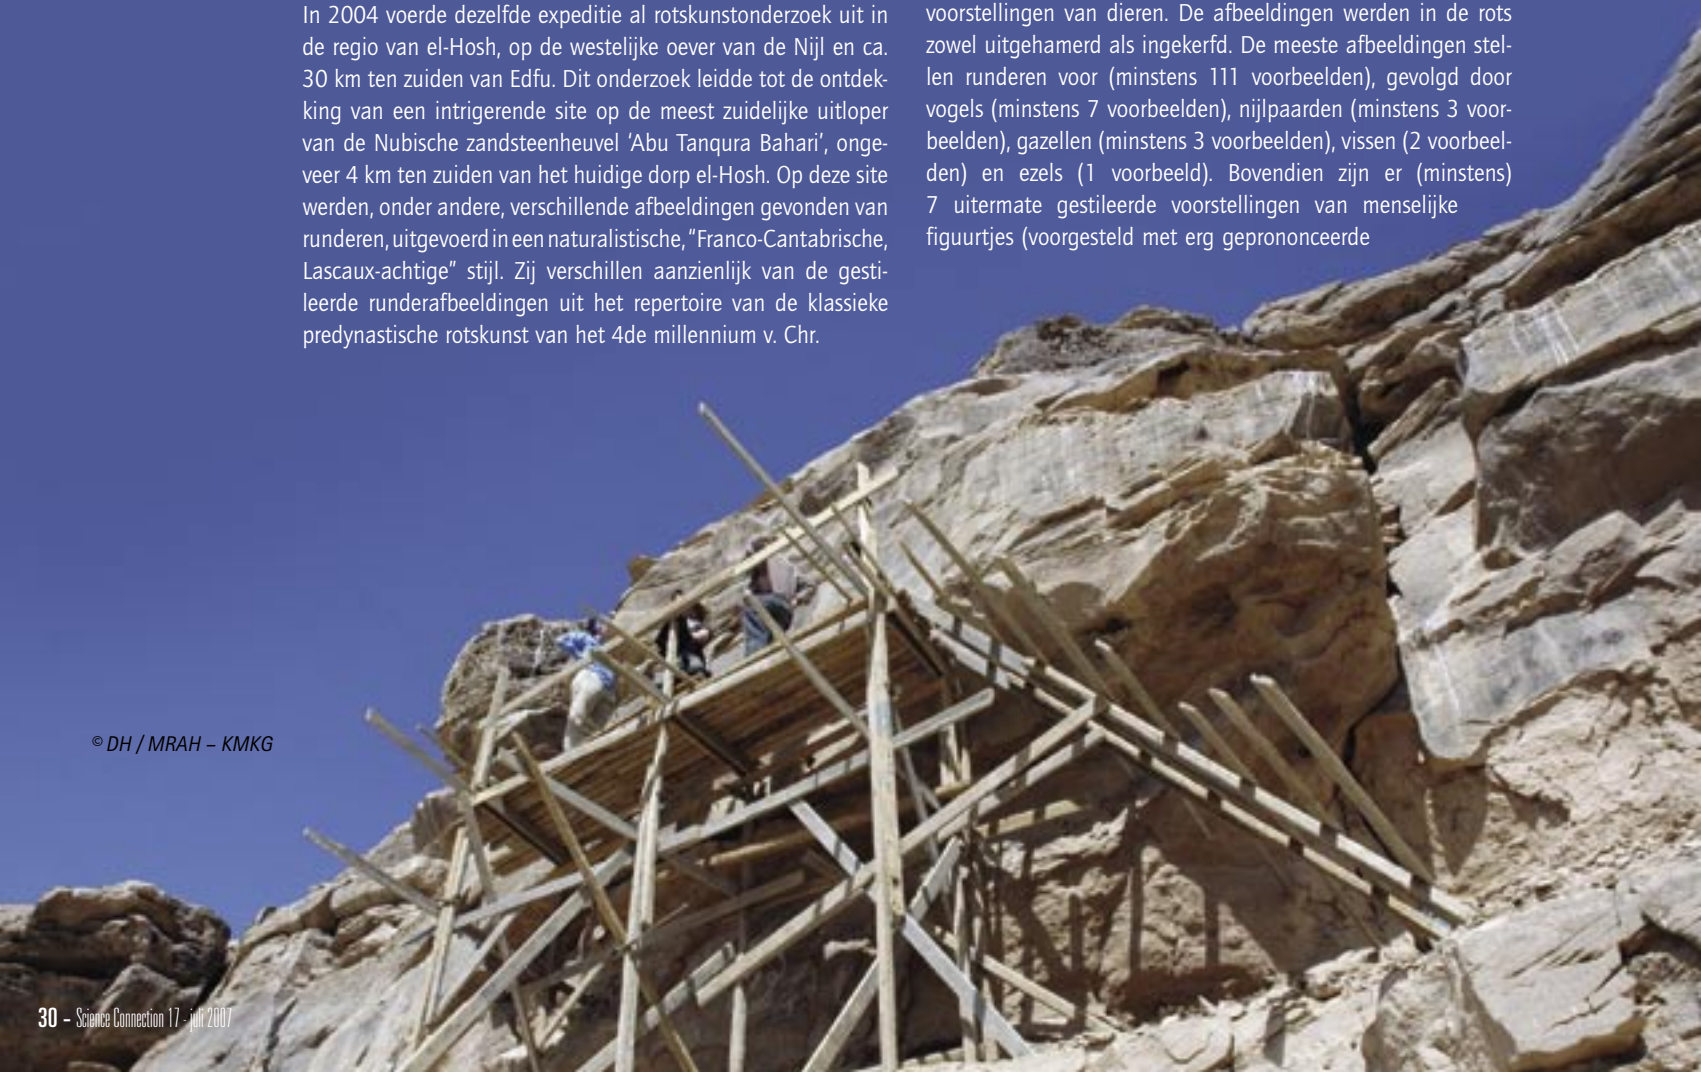 In 2004 voerde dezelfde expeditie al rotskunstonderzoek uit in
de regio van el-Hosh, op de westelijke oever van de Nijl en ca.
30 km ten zuiden van Edfu. Dit onderzoek leidde tot de ontdek-
king van een intrigerende site op de meest zuidelijke uitloper
van de Nubische zandsteenheuvel ‘Abu Tanqura Bahari’, onge-
veer 4 km ten zuiden van het huidige dorp el-Hosh. Op deze site
werden, onder andere, verschillende afbeeldingen gevonden van
runderen, uitgevoerd in een naturalistische, “Franco-Cantabrische,
Lascaux-achtige” stijl. Zij verschillen aanzienlijk van de gesti-
leerde runderafbeeldingen uit het repertoire van de klassieke
predynastische rotskunst van het 4de millennium v. Chr.
voorstellingen van dieren. De afbeeldingen werden in de rots
zowel uitgehamerd als ingekerfd. De meeste afbeeldingen stel-
len runderen voor (minstens 111 voorbeelden), gevolgd door
vogels (minstens 7 voorbeelden), nijlpaarden (minstens 3 voor-
beelden), gazellen (minstens 3 voorbeelden), vissen (2 voorbeel-
den) en ezels (1 voorbeeld). Bovendien zijn er (minstens)
7 uitermate gestileerde voorstellingen van menselijke
figuurtjes (voorgesteld met erg geprononceerde
© DH / MRAH – KMKG
30 – Science Connection 17 - juli 2007